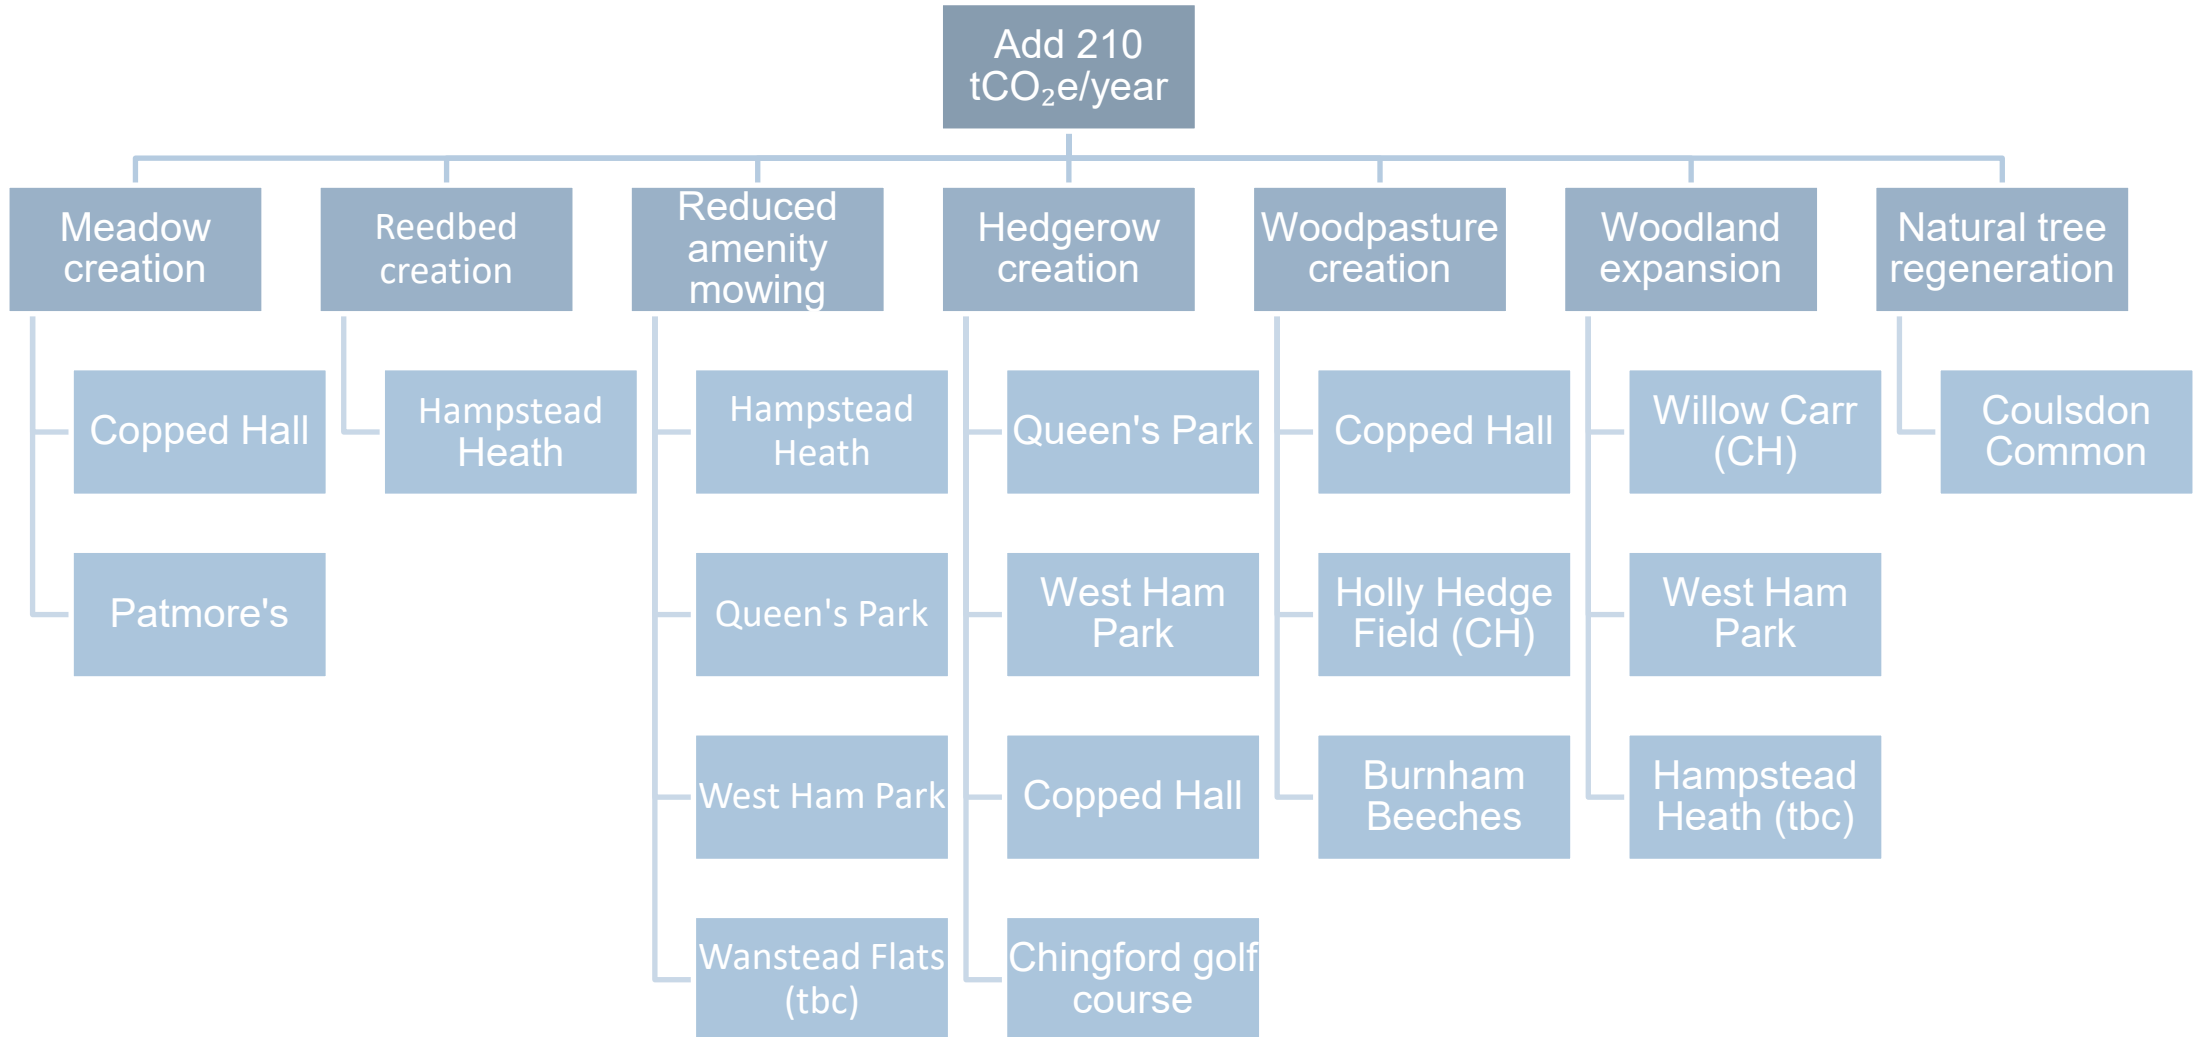 Add 210
tCO₂e/year
Meadow
creation
Reedbed
creation
Reduced
amenity
mowing
Hedgerow
creation
Woodpasture
creation
Woodland
expansion
Natural tree
regeneration
Copped Hall
Patmore's
Hampstead
Heath
Hampstead
Heath
Queen's Park
West Ham Park
Wanstead Flats
(tbc)
Queen's Park
West Ham
Park
Copped Hall
Chingford golf
course
Copped Hall
Holly Hedge
Field (CH)
Burnham
Beeches
Willow Carr
(CH)
West Ham
Park
Hampstead
Heath (tbc)
Coulsdon
Common